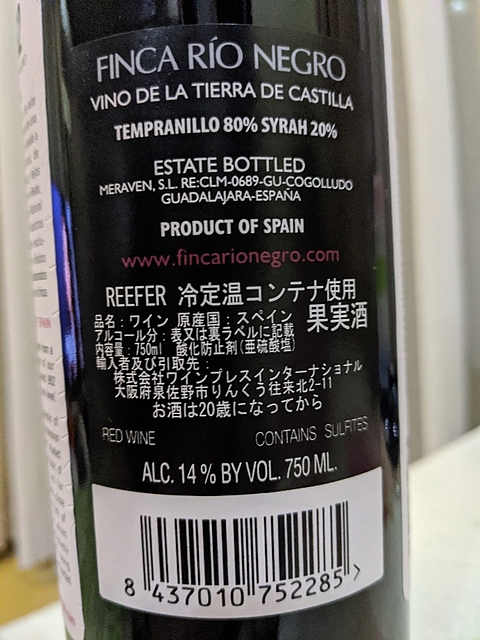 FINCA RÍO NEGRO
VINO DE LA TIERRA DE CASTILLA
TEMPRANILLO 80% SYRAH 20%
ESTATE BOTTLED
MERAVEN, S.L. RE:CLM-0689-GU-COGOLLUDO
GUADALAJARA-ESPAÑA
PRODUCT OF SPAIN
www.fincarionegro.com
REEFER 冷定温コンテナ使用
品名：ワイン 原産国：スペイン 果実酒
アルコール分：表又は裏ラベルに記載
内容量：750ml 酸化防止剤(亜硫酸塩)
輸入者及び引取先：
株式会社ワインプレスインターナショナル
大阪府泉佐野市りんくう往来北2-11
お酒は20歳になってから
RED WINE CONTAINS SULFITES
ALC. 14 % BY VOL. 750 ML.
8 437010 752285 >